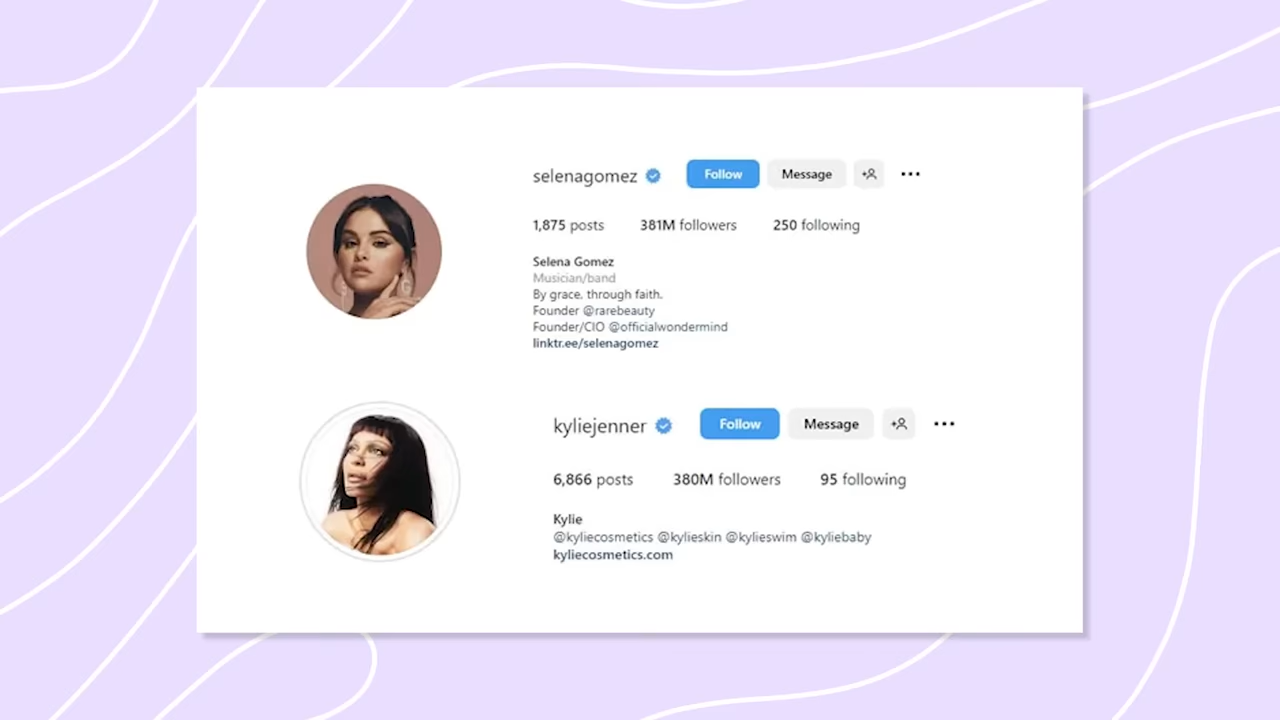 selenagomez Follow Message
1,875 posts 381M followers 250 following
Selena Gomez
Musician/band
By grace, through faith.
Founder @rarebeauty
Founder/CIO @officialwondermind
linktr.ee/selenagomez
kyliejenner Follow Message
6,866 posts 380M followers 95 following
Kylie
@kyliecosmetics @kylieskin @kylieswim @kyliebaby
kyliecosmetics.com